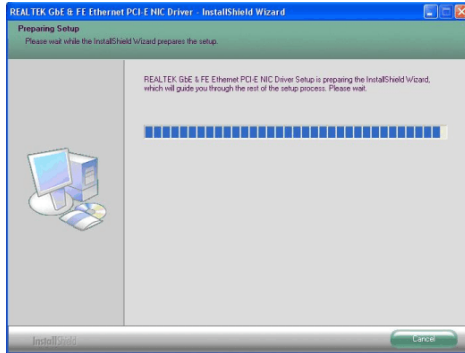 REALTEK GbE & FE Ethernet PCI-E NIC Driver - InstallShield Wizard
Preparing Setup
Please wait while the InstallShield Wizard prepares the setup.
REALTEK GbE & FE Ethernet PCI-E NIC Driver Setup is preparing the InstallShield Wizard,
which will guide you through the rest of the setup process. Please wait.
InstallShield
Cancel